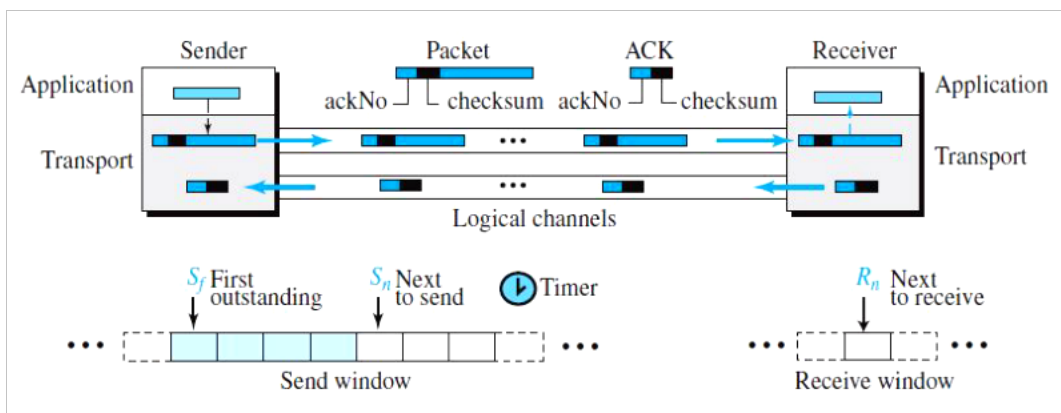 Sender Packet ACK Receiver
Application Application
ackNo checksum ackNo checksum
Transport Transport
Logical channels
Sf First outstanding
Sn Next to send
Timer
Rn Next to receive
Send window
Receive window